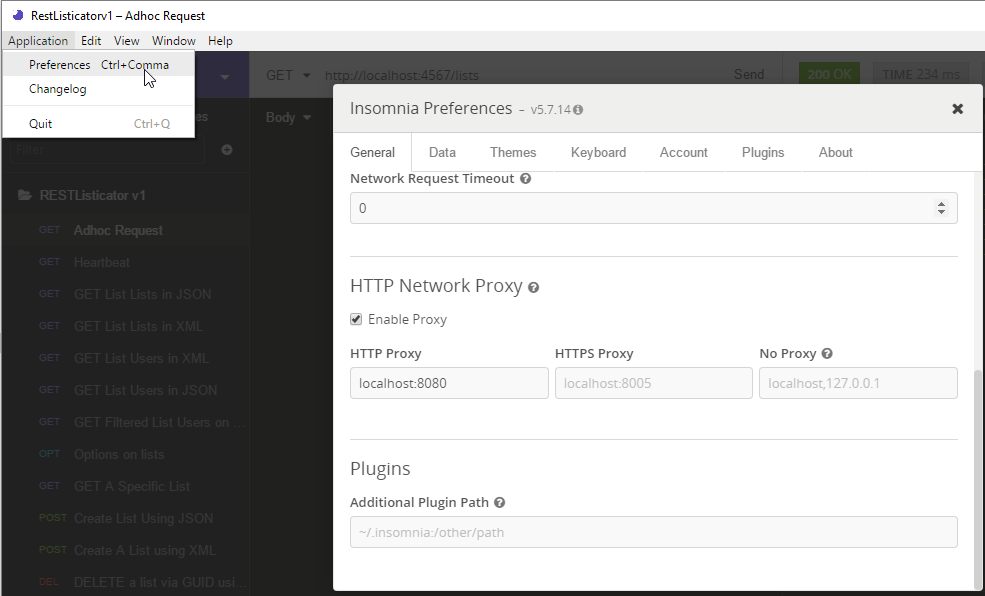 RestListicatorv1 – Adhoc Request
Application Edit View Window Help
Preferences Ctrl+Comma
Changelog
Quit Ctrl+Q
GET http://localhost:4567/lists Send 200 OK TIME 234 ms
es
Body
Filter
Insomnia Preferences – v5.7.14
General Data Themes Keyboard Account Plugins About
Network Request Timeout
0
HTTP Network Proxy
Enable Proxy
HTTP Proxy HTTPS Proxy No Proxy
localhost:8080 localhost:8005 localhost,127.0.0.1
Plugins
Additional Plugin Path
~/.insomnia:/other/path
RESTListicator v1
GET Adhoc Request
GET Heartbeat
GET GET List Lists in JSON
GET GET List Lists in XML
GET GET List Users in XML
GET GET List Users in JSON
GET GET Filtered List Users on ...
OPT Options on lists
GET GET A Specific List
POST Create List Using JSON
POST Create A List using XML
DEL DELETE a list via GUID usi...